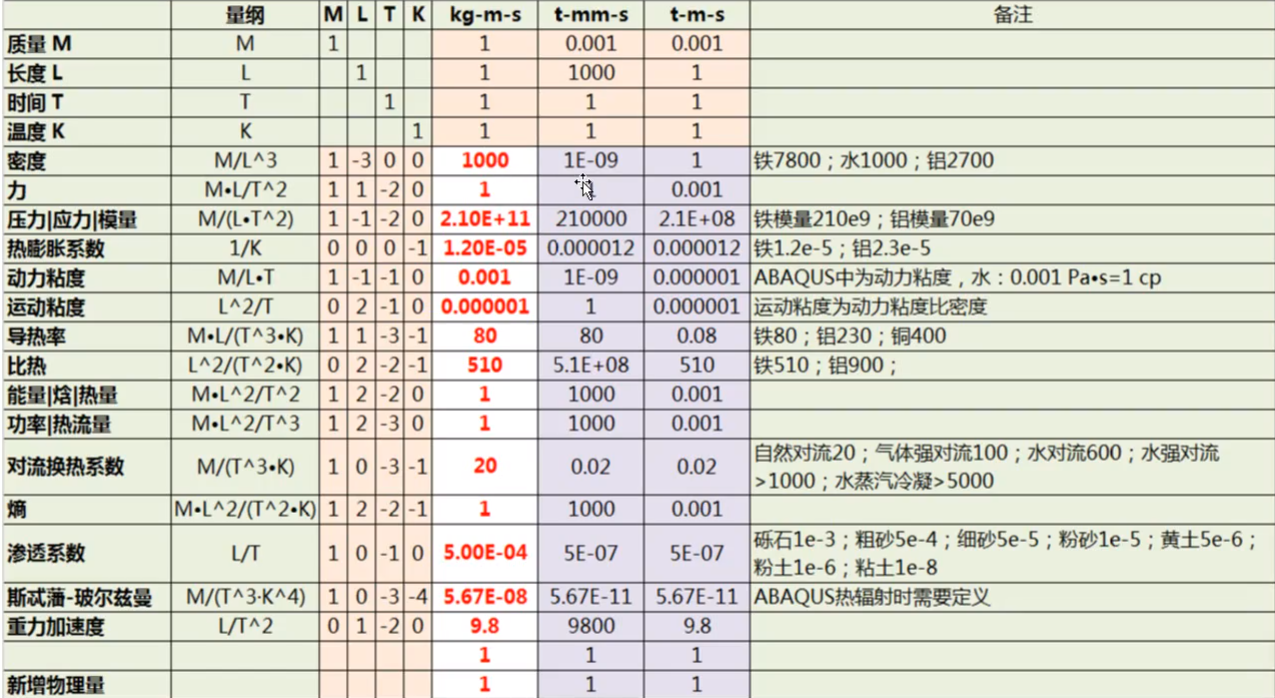 量纲 M L T K kg-m-s t-mm-s t-m-s 备注
质量 M M 1 1 0.001 0.001
长度 L L 1 1 1000 1
时间 T T 1 1 1 1
温度 K K 1 1 1 1
密度 M/L^3 1 -3 0 0 1000 1E-09 1 铁7800；水1000；铝2700
力 M•L/T^2 1 1 -2 0 1 0.001
压力|应力|模量 M/(L•T^2) 1 -1 -2 0 2.10E+11 210000 2.1E+08 铁模量210e9；铝模量70e9
热膨胀系数 1/K 0 0 0 -1 1.20E-05 0.000012 0.000012 铁1.2e-5；铝2.3e-5
动力粘度 M/L•T 1 -1 -1 0 0.001 1E-09 0.000001 ABAQUS中为动力粘度，水：0.001 Pa•s=1 cp
运动粘度 L^2/T 0 2 -1 0 0.000001 1 0.000001 运动粘度为动力粘度比密度
导热率 M•L/(T^3•K) 1 1 -3 -1 80 80 0.08 铁80；铝230；铜400
比热 L^2/(T^2•K) 0 2 -2 -1 510 5.1E+08 510 铁510；铝900；
能量|焓|热量 M•L^2/T^2 1 2 -2 0 1 1000 0.001
功率|热流量 M•L^2/T^3 1 2 -3 0 1 1000 0.001
对流换热系数 M/(T^3•K) 1 0 -3 -1 20 0.02 0.02 自然对流20；气体强对流100；水对流600；水强对流
>1000；水蒸汽冷凝>5000
熵 M•L^2/(T^2•K) 1 2 -2 -1 1 1000 0.001
渗透系数 L/T 1 0 -1 0 5.00E-04 5E-07 5E-07 砾石1e-3；粗砂5e-4；细砂5e-5；粉砂1e-5；黄土5e-6；
粉土1e-6；粘土1e-8
斯忒藩-玻尔兹曼 M/(T^3·K^4) 1 0 -3 -4 5.67E-08 5.67E-11 5.67E-11 ABAQUS热辐射时需要定义
重力加速度 L/T^2 0 1 -2 0 9.8 9800 9.8
1 1 1
新增物理量 1 1 1